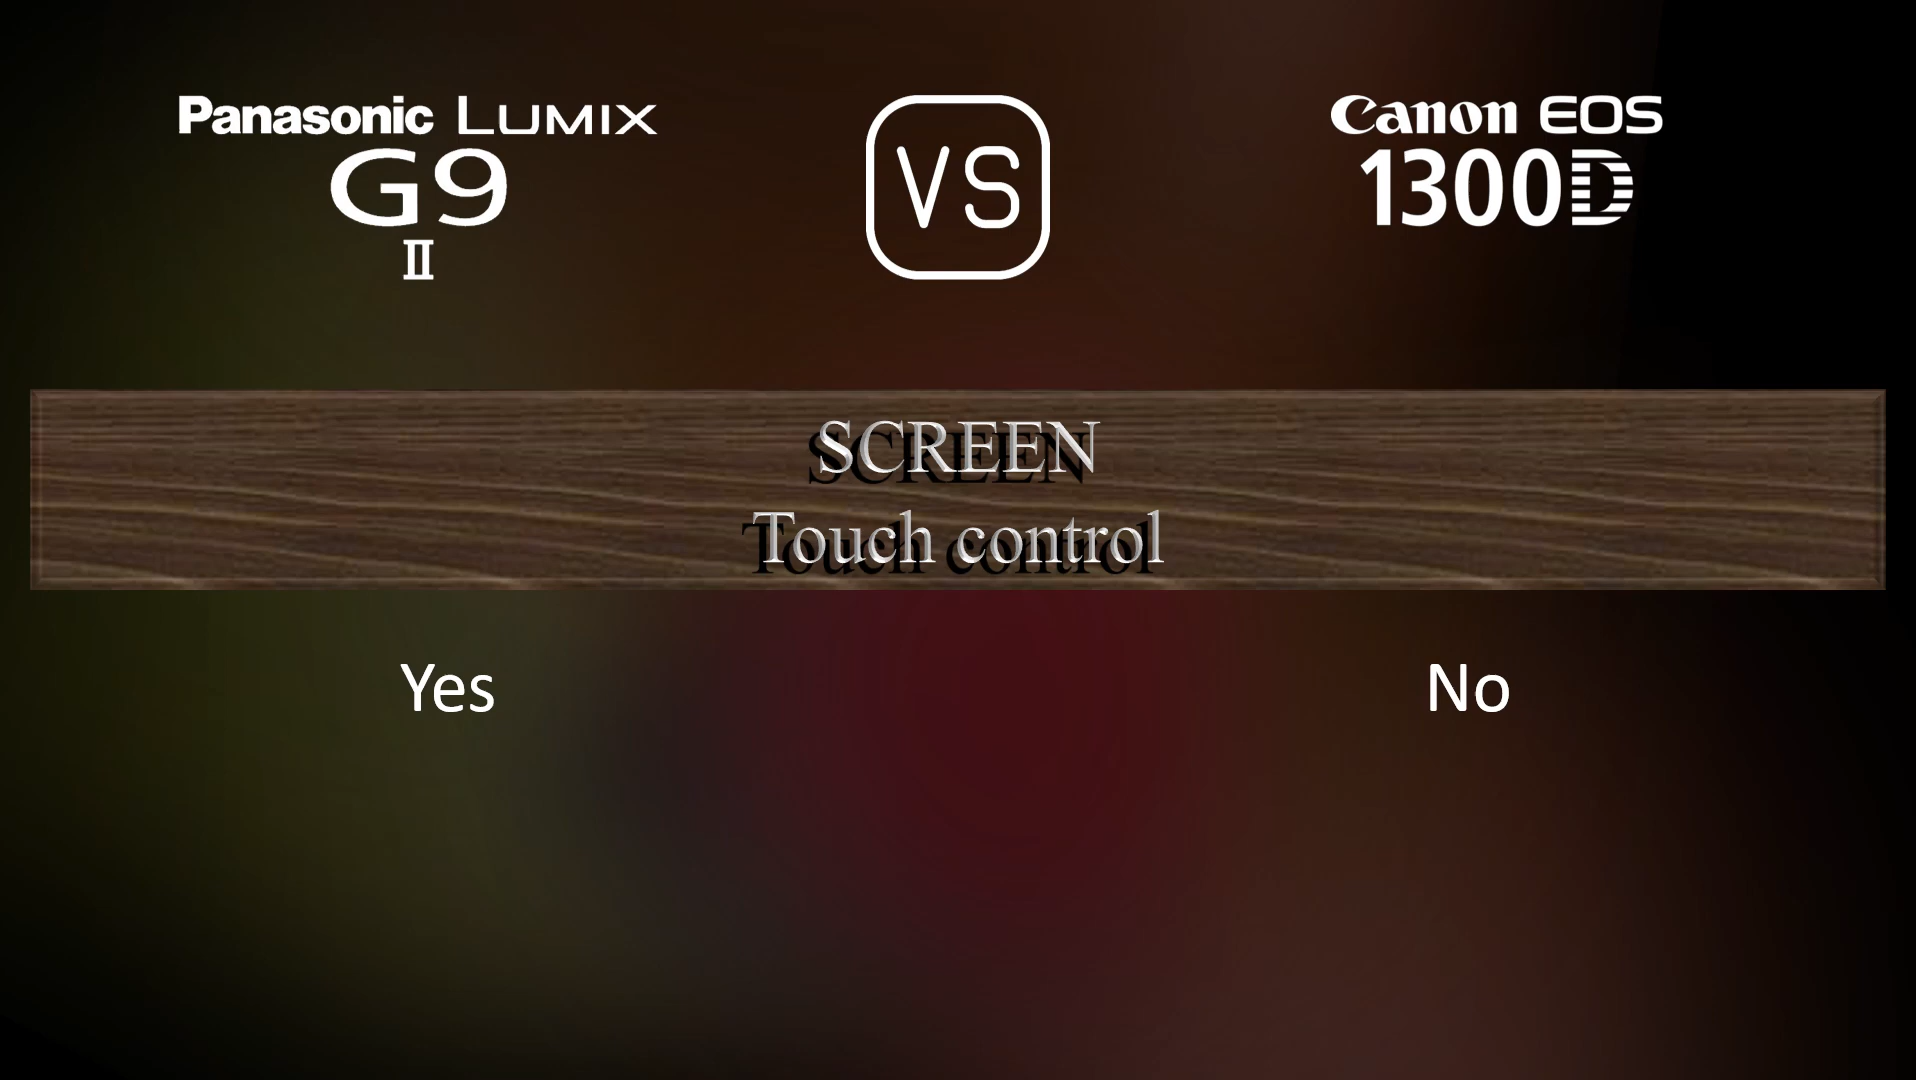 Panasonic LUMIX
G9
II
VS
Canon EOS
1300D
SCREEN
Touch control
Yes
No